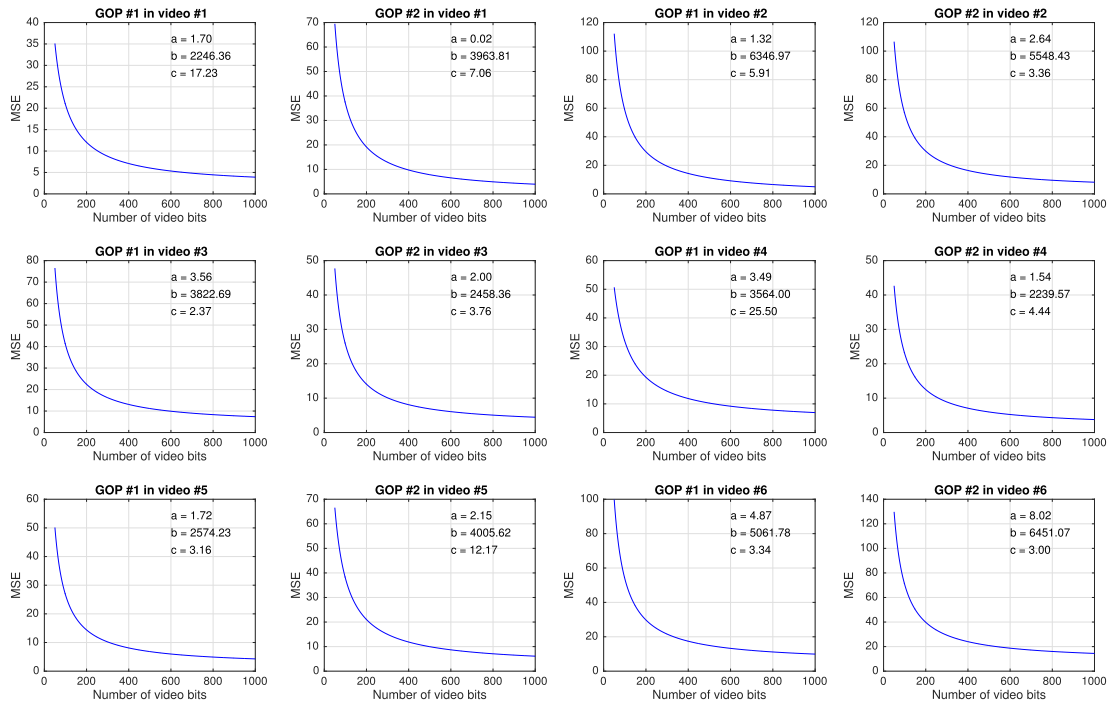 GOP #1 in video #1
a = 1.70
b = 2246.36
c = 17.23
MSE
40
35
30
25
20
15
10
5
0
0 200 400 600 800 1000
Number of video bits
GOP #2 in video #1
a = 0.02
b = 3963.81
c = 7.06
MSE
70
60
50
40
30
20
10
0
0 200 400 600 800 1000
Number of video bits
GOP #1 in video #2
a = 1.32
b = 6346.97
c = 5.91
MSE
120
100
80
60
40
20
0
0 200 400 600 800 1000
Number of video bits
GOP #2 in video #2
a = 2.64
b = 5548.43
c = 3.36
MSE
120
100
80
60
40
20
0
0 200 400 600 800 1000
Number of video bits
GOP #1 in video #3
a = 3.56
b = 3822.69
c = 2.37
MSE
80
70
60
50
40
30
20
10
0
0 200 400 600 800 1000
Number of video bits
GOP #2 in video #3
a = 2.00
b = 2458.36
c = 3.76
MSE
50
40
30
20
10
0
0 200 400 600 800 1000
Number of video bits
GOP #1 in video #4
a = 3.49
b = 3564.00
c = 25.50
MSE
60
50
40
30
20
10
0
0 200 400 600 800 1000
Number of video bits
GOP #2 in video #4
a = 1.54
b = 2239.57
c = 4.44
MSE
50
40
30
20
10
0
0 200 400 600 800 1000
Number of video bits
GOP #1 in video #5
a = 1.72
b = 2574.23
c = 3.16
MSE
60
50
40
30
20
10
0
0 200 400 600 800 1000
Number of video bits
GOP #2 in video #5
a = 2.15
b = 4005.62
c = 12.17
MSE
70
60
50
40
30
20
10
0
0 200 400 600 800 1000
Number of video bits
GOP #1 in video #6
a = 4.87
b = 5061.78
c = 3.34
MSE
100
80
60
40
20
0
0 200 400 600 800 1000
Number of video bits
GOP #2 in video #6
a = 8.02
b = 6451.07
c = 3.00
MSE
140
120
100
80
60
40
20
0
0 200 400 600 800 1000
Number of video bits